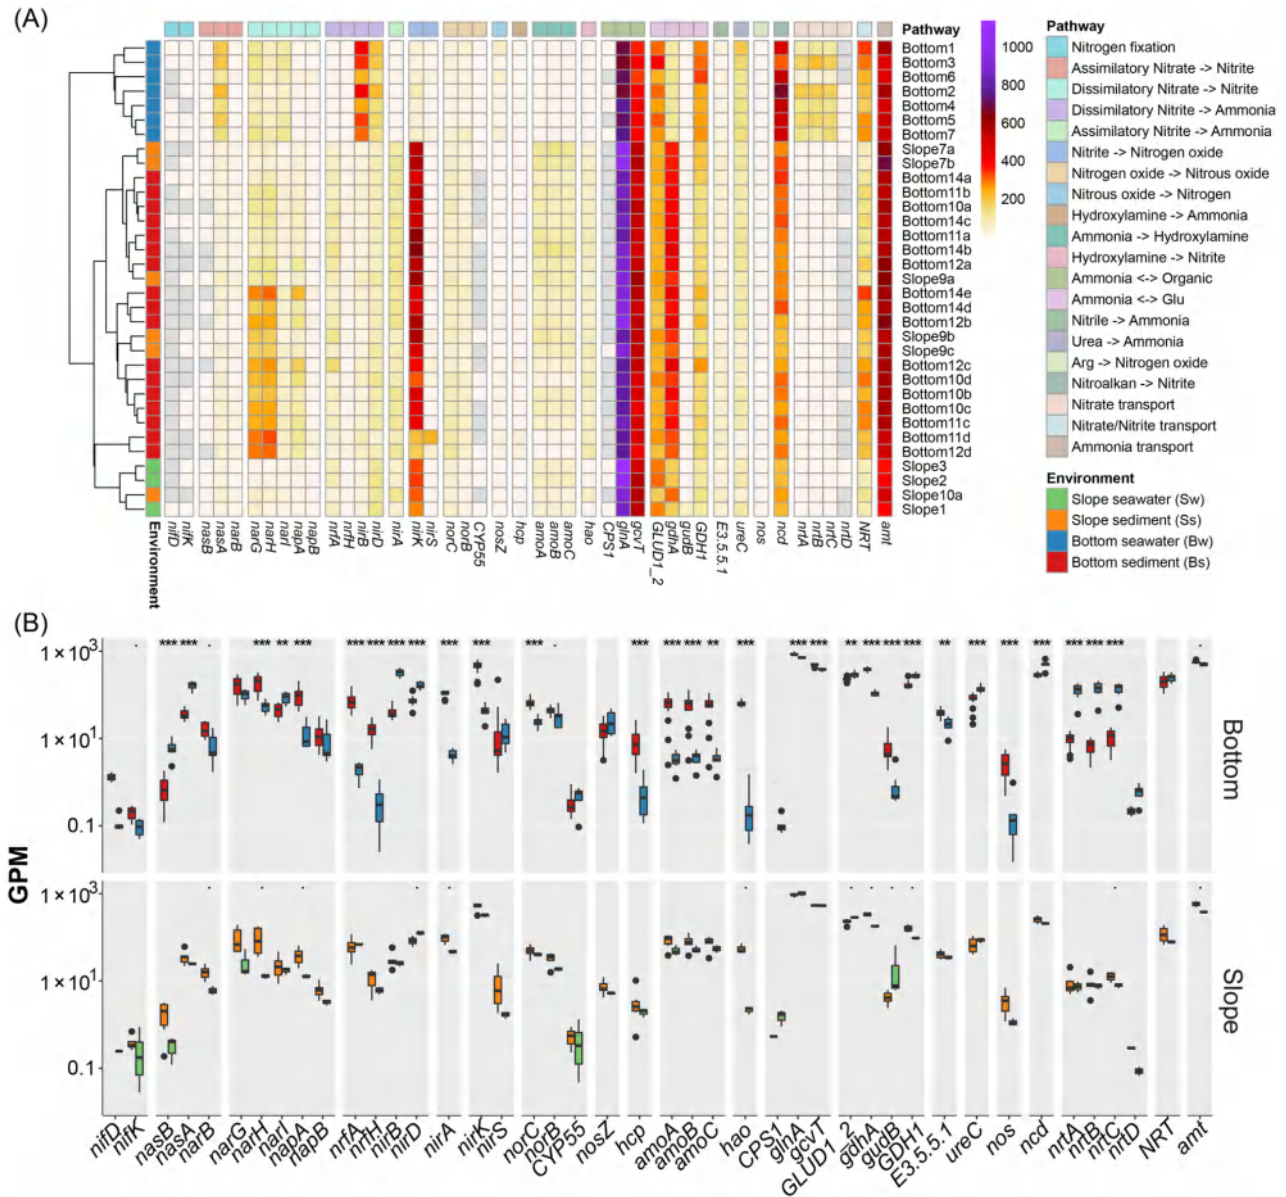 (A)
Pathway
Bottom1
Bottom3
Bottom6
Bottom2
Bottom4
Bottom5
Bottom7
Slope7a
Slope7b
Bottom14a
Bottom11b
Bottom10a
Bottom14c
Bottom11a
Bottom14b
Bottom12a
Slope9a
Bottom14e
Bottom14d
Bottom12b
Slope9b
Slope9c
Bottom12c
Bottom10d
Bottom10b
Bottom10c
Bottom11c
Bottom11d
Bottom12d
Slope3
Slope2
Slope10a
Slope1
1000
800
600
400
200
Pathway
Nitrogen fixation
Assimilatory Nitrate -> Nitrite
Dissimilatory Nitrate -> Nitrite
Dissimilatory Nitrite -> Ammonia
Assimilatory Nitrite -> Ammonia
Nitrite -> Nitrogen oxide
Nitrogen oxide -> Nitrous oxide
Nitrous oxide -> Nitrogen
Hydroxylamine -> Ammonia
Ammonia -> Hydroxylamine
Hydroxylamine -> Nitrite
Ammonia <-> Organic
Ammonia <-> Glu
Nitrile -> Ammonia
Urea -> Ammonia
Arg -> Nitrogen oxide
Nitroalkan -> Nitrite
Nitrate transport
Nitrate/Nitrite transport
Ammonia transport
Environment
Slope seawater (Sw)
Slope sediment (Ss)
Bottom seawater (Bw)
Bottom sediment (Bs)
Environment nifD nifK nasB nasA narB narG narH narI napA napB nrfA nrfH nirB nirD nirA nirK nirS norC norB CYP55 nosZ hcp amoA amoB amoC hao CPS1 glnA gcvT GLUD1_2 gdhA gudB GDH1 E3.5.5.1 ureC nos ncd nrtA nrtB nrtC nrtD NRT amt
(B)
. *** *** . *** ** *** *** *** *** *** *** *** *** . *** *** *** ** *** *** *** ** *** *** *** ** *** *** *** *** *** *** .
1 × 10³
1 × 10¹
0.1
Bottom
GPM
1 × 10³
1 × 10¹
0.1
Slope
nifD nifK nasB nasA narB narG narH narI napA napB nrfA nrfH nirB nirD nirA nirK nirS norC norB CYP55 nosZ hcp amoA amoB amoC hao CPS1 glnA gcvT GLUD1_2 gdhA gudB GDH1 E3.5.5.1 ureC nos ncd nrtA nrtB nrtC nrtD NRT amt